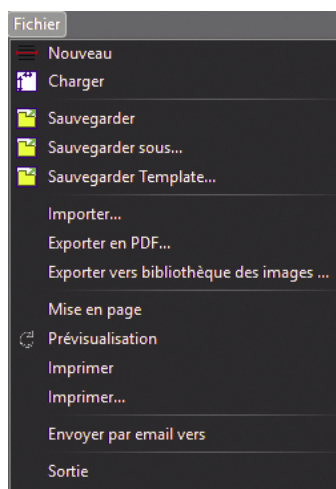 Fichier
Nouveau
Charger
Sauvegarder
Sauvegarder sous...
Sauvegarder Template...
Importer...
Exporter en PDF...
Exporter vers bibliothèque des images ...
Mise en page
Prévisualisation
Imprimer
Imprimer...
Envoyer par email vers
Sortie